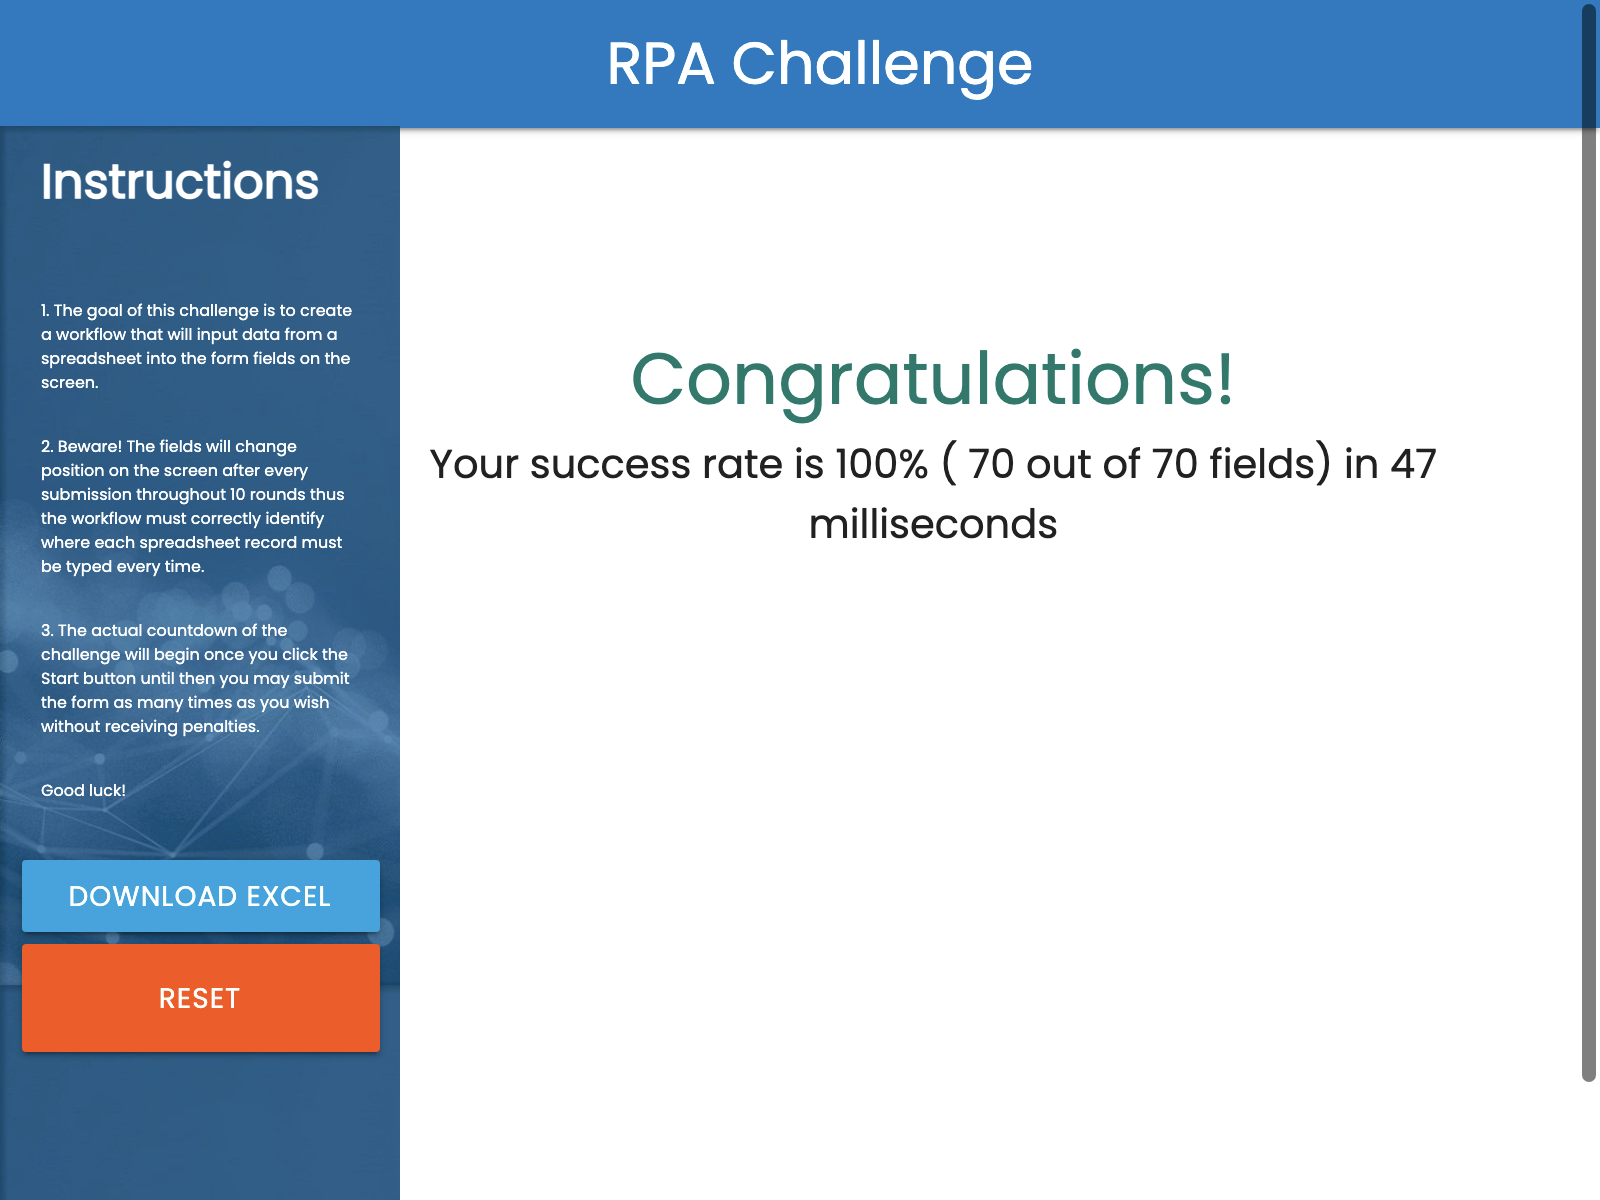 RPA Challenge
Instructions
1. The goal of this challenge is to create
a workflow that will input data from a
spreadsheet into the form fields on the
screen.
2. Beware! The fields will change
position on the screen after every
submission throughout 10 rounds thus
the workflow must correctly identify
where each spreadsheet record must
be typed every time.
3. The actual countdown of the
challenge will begin once you click the
Start button until then you may submit
the form as many times as you wish
without receiving penalties.
Good luck!
DOWNLOAD EXCEL
RESET
Congratulations!
Your success rate is 100% ( 70 out of 70 fields) in 47
milliseconds